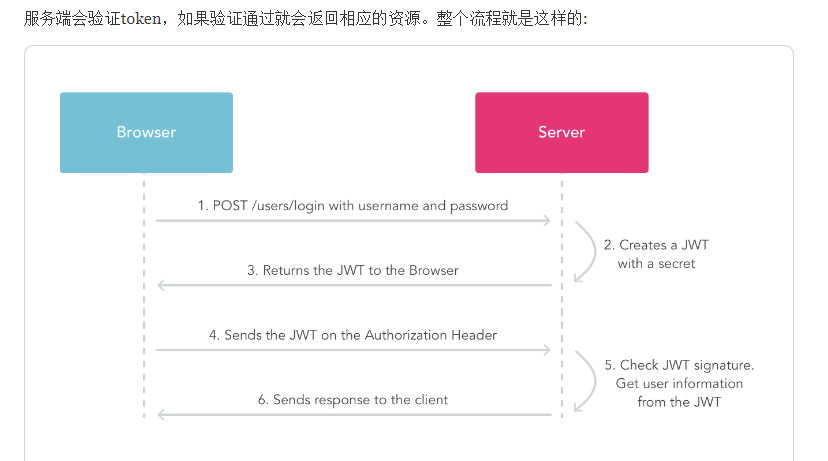 服务端会验证token，如果验证通过就会返回相应的资源。整个流程就是这样的:
Browser
Server
1. POST /users/login with username and password
2. Creates a JWT
with a secret
3. Returns the JWT to the Browser
4. Sends the JWT on the Authorization Header
5. Check JWT signature.
Get user information
from the JWT
6. Sends response to the client